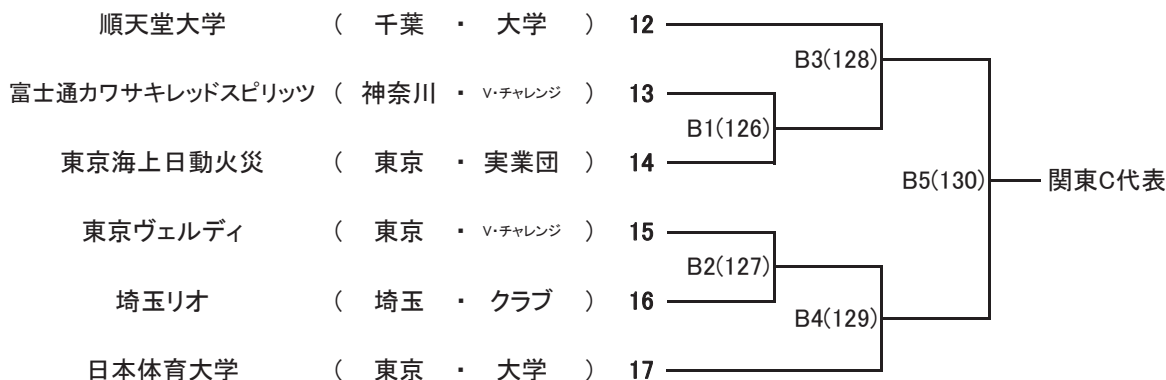 順天堂大学 ( 千葉 ・ 大学 ) 12
B3(128)
富士通カワサキレッドスピリッツ ( 神奈川 ・ V・チャレンジ ) 13
B1(126)
東京海上日動火災 ( 東京 ・ 実業団 ) 14
B5(130) 関東C代表
東京ヴェルディ ( 東京 ・ V・チャレンジ ) 15
B2(127)
埼玉リオ ( 埼玉 ・ クラブ ) 16
B4(129)
日本体育大学 ( 東京 ・ 大学 ) 17